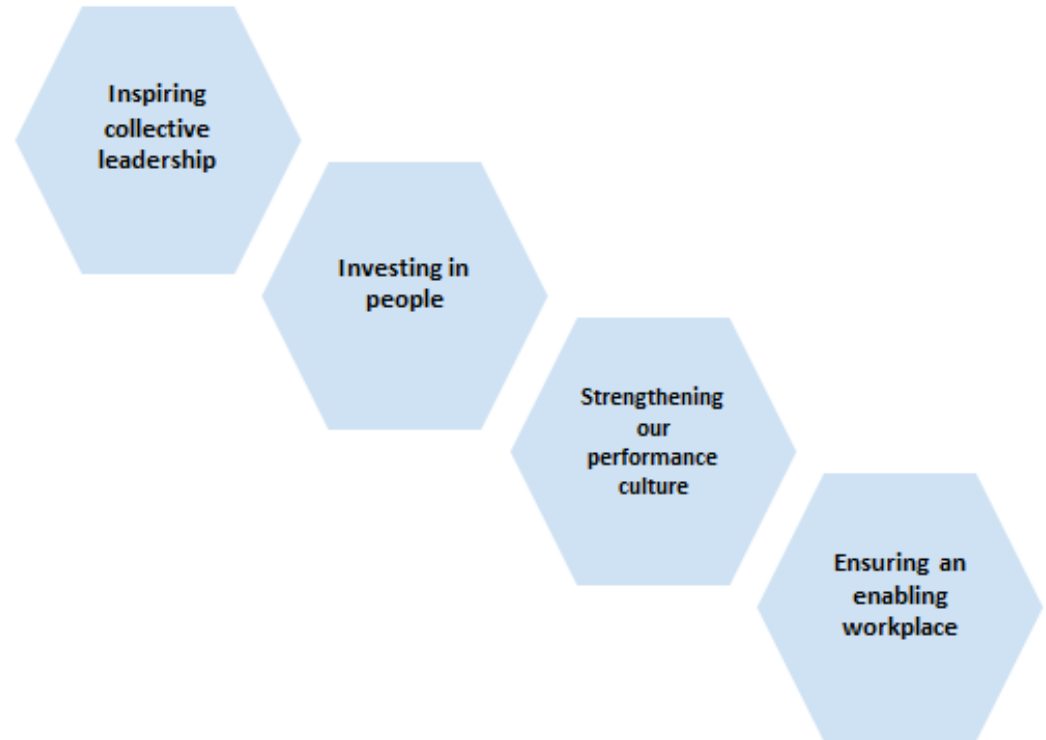 Inspiring
collective
leadership
Investing in
people
Strengthening
our
performance
culture
Ensuring an
enabling
workplace